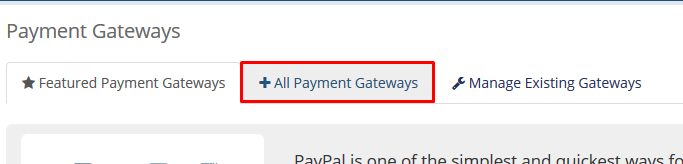 Payment Gateways
Featured Payment Gateways
All Payment Gateways
Manage Existing Gateways
PayPal is one of the simplest and quickest ways fo